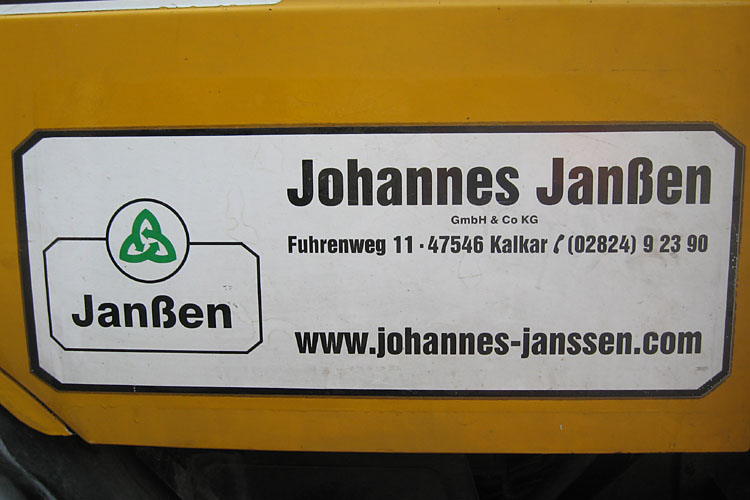 Johannes Janßen
GmbH & Co KG
Fuhrenweg 11 · 47546 Kalkar ✆ (02824) 9 23 90
www.johannes-janssen.com
Janßen